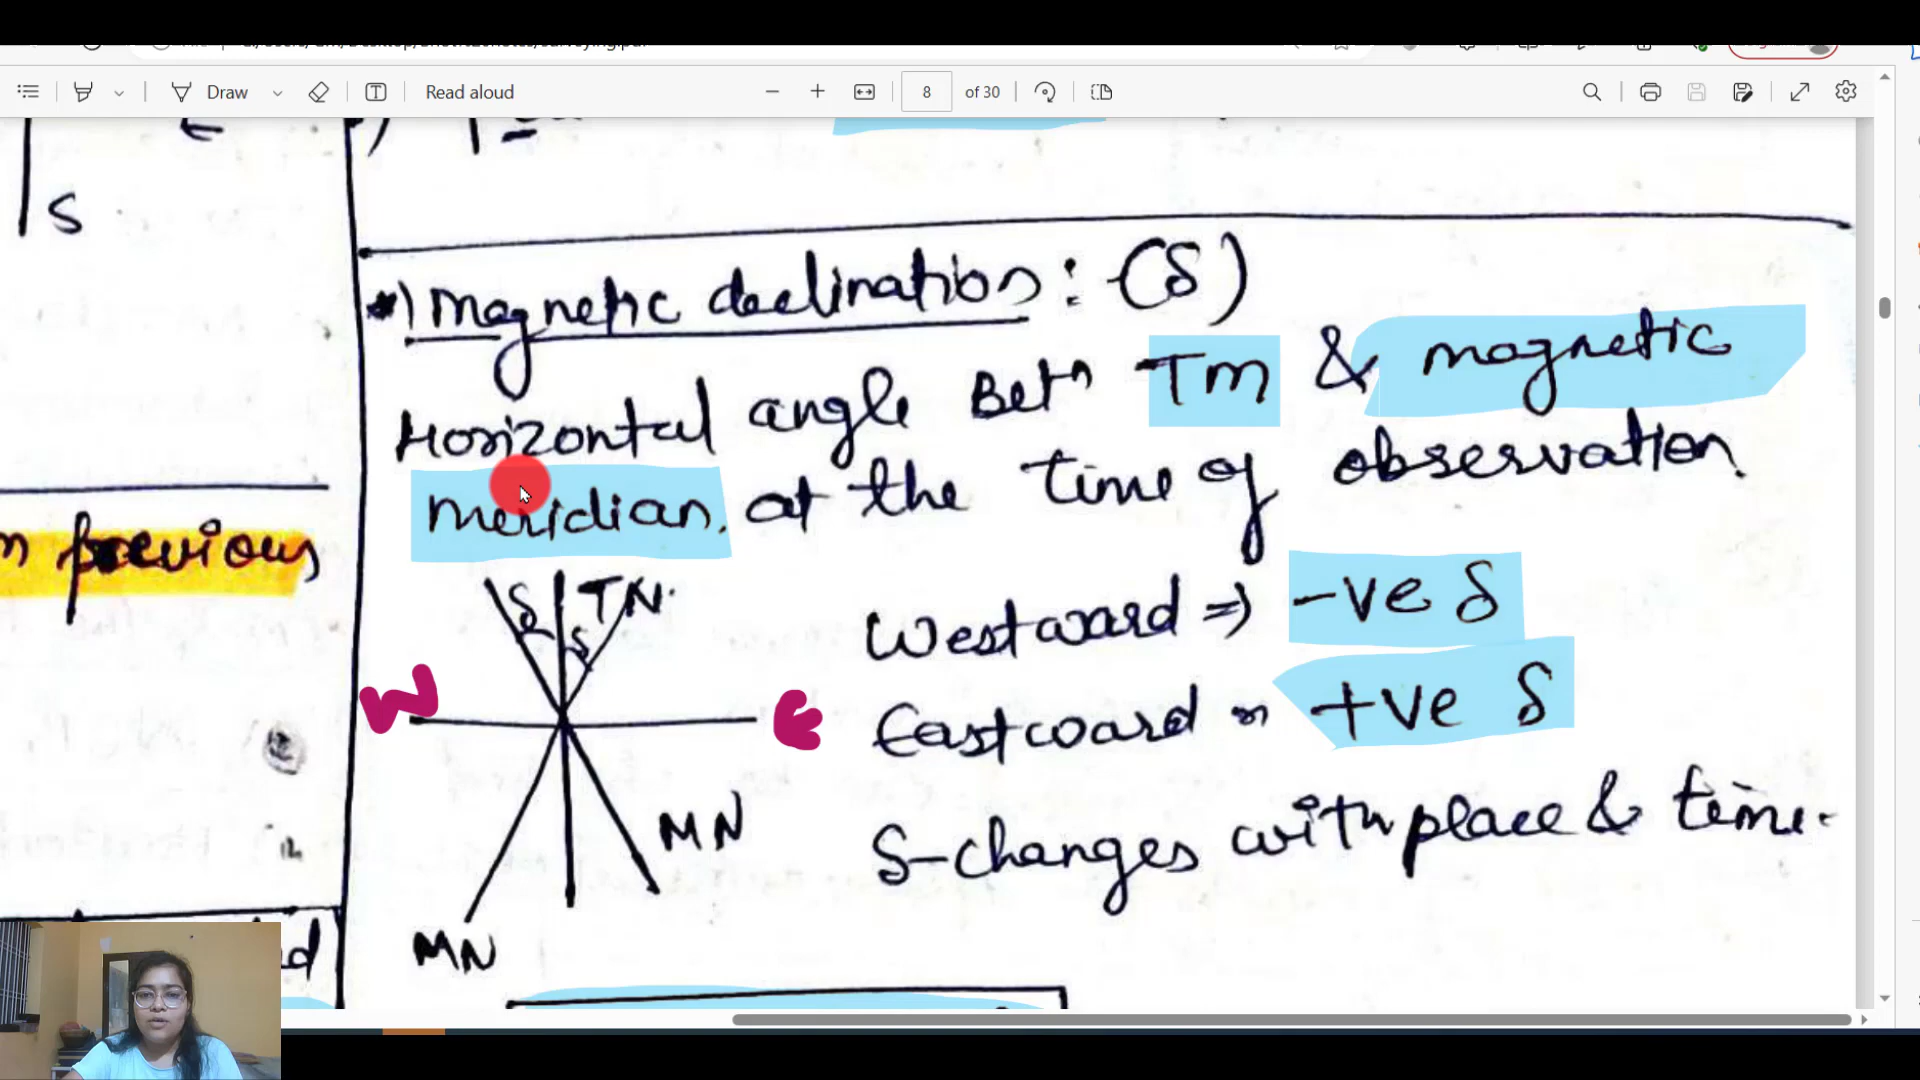 Draw
Read aloud
8 of 30
S
*) Magnetic declination : (δ)
Horizontal angle Betn TM & magnetic
meridian, at the time of observation.
previous
δ TN.
δ
Westward => -ve δ
W
E
Eastward " +ve δ
MN
δ-changes with place & time.
MN